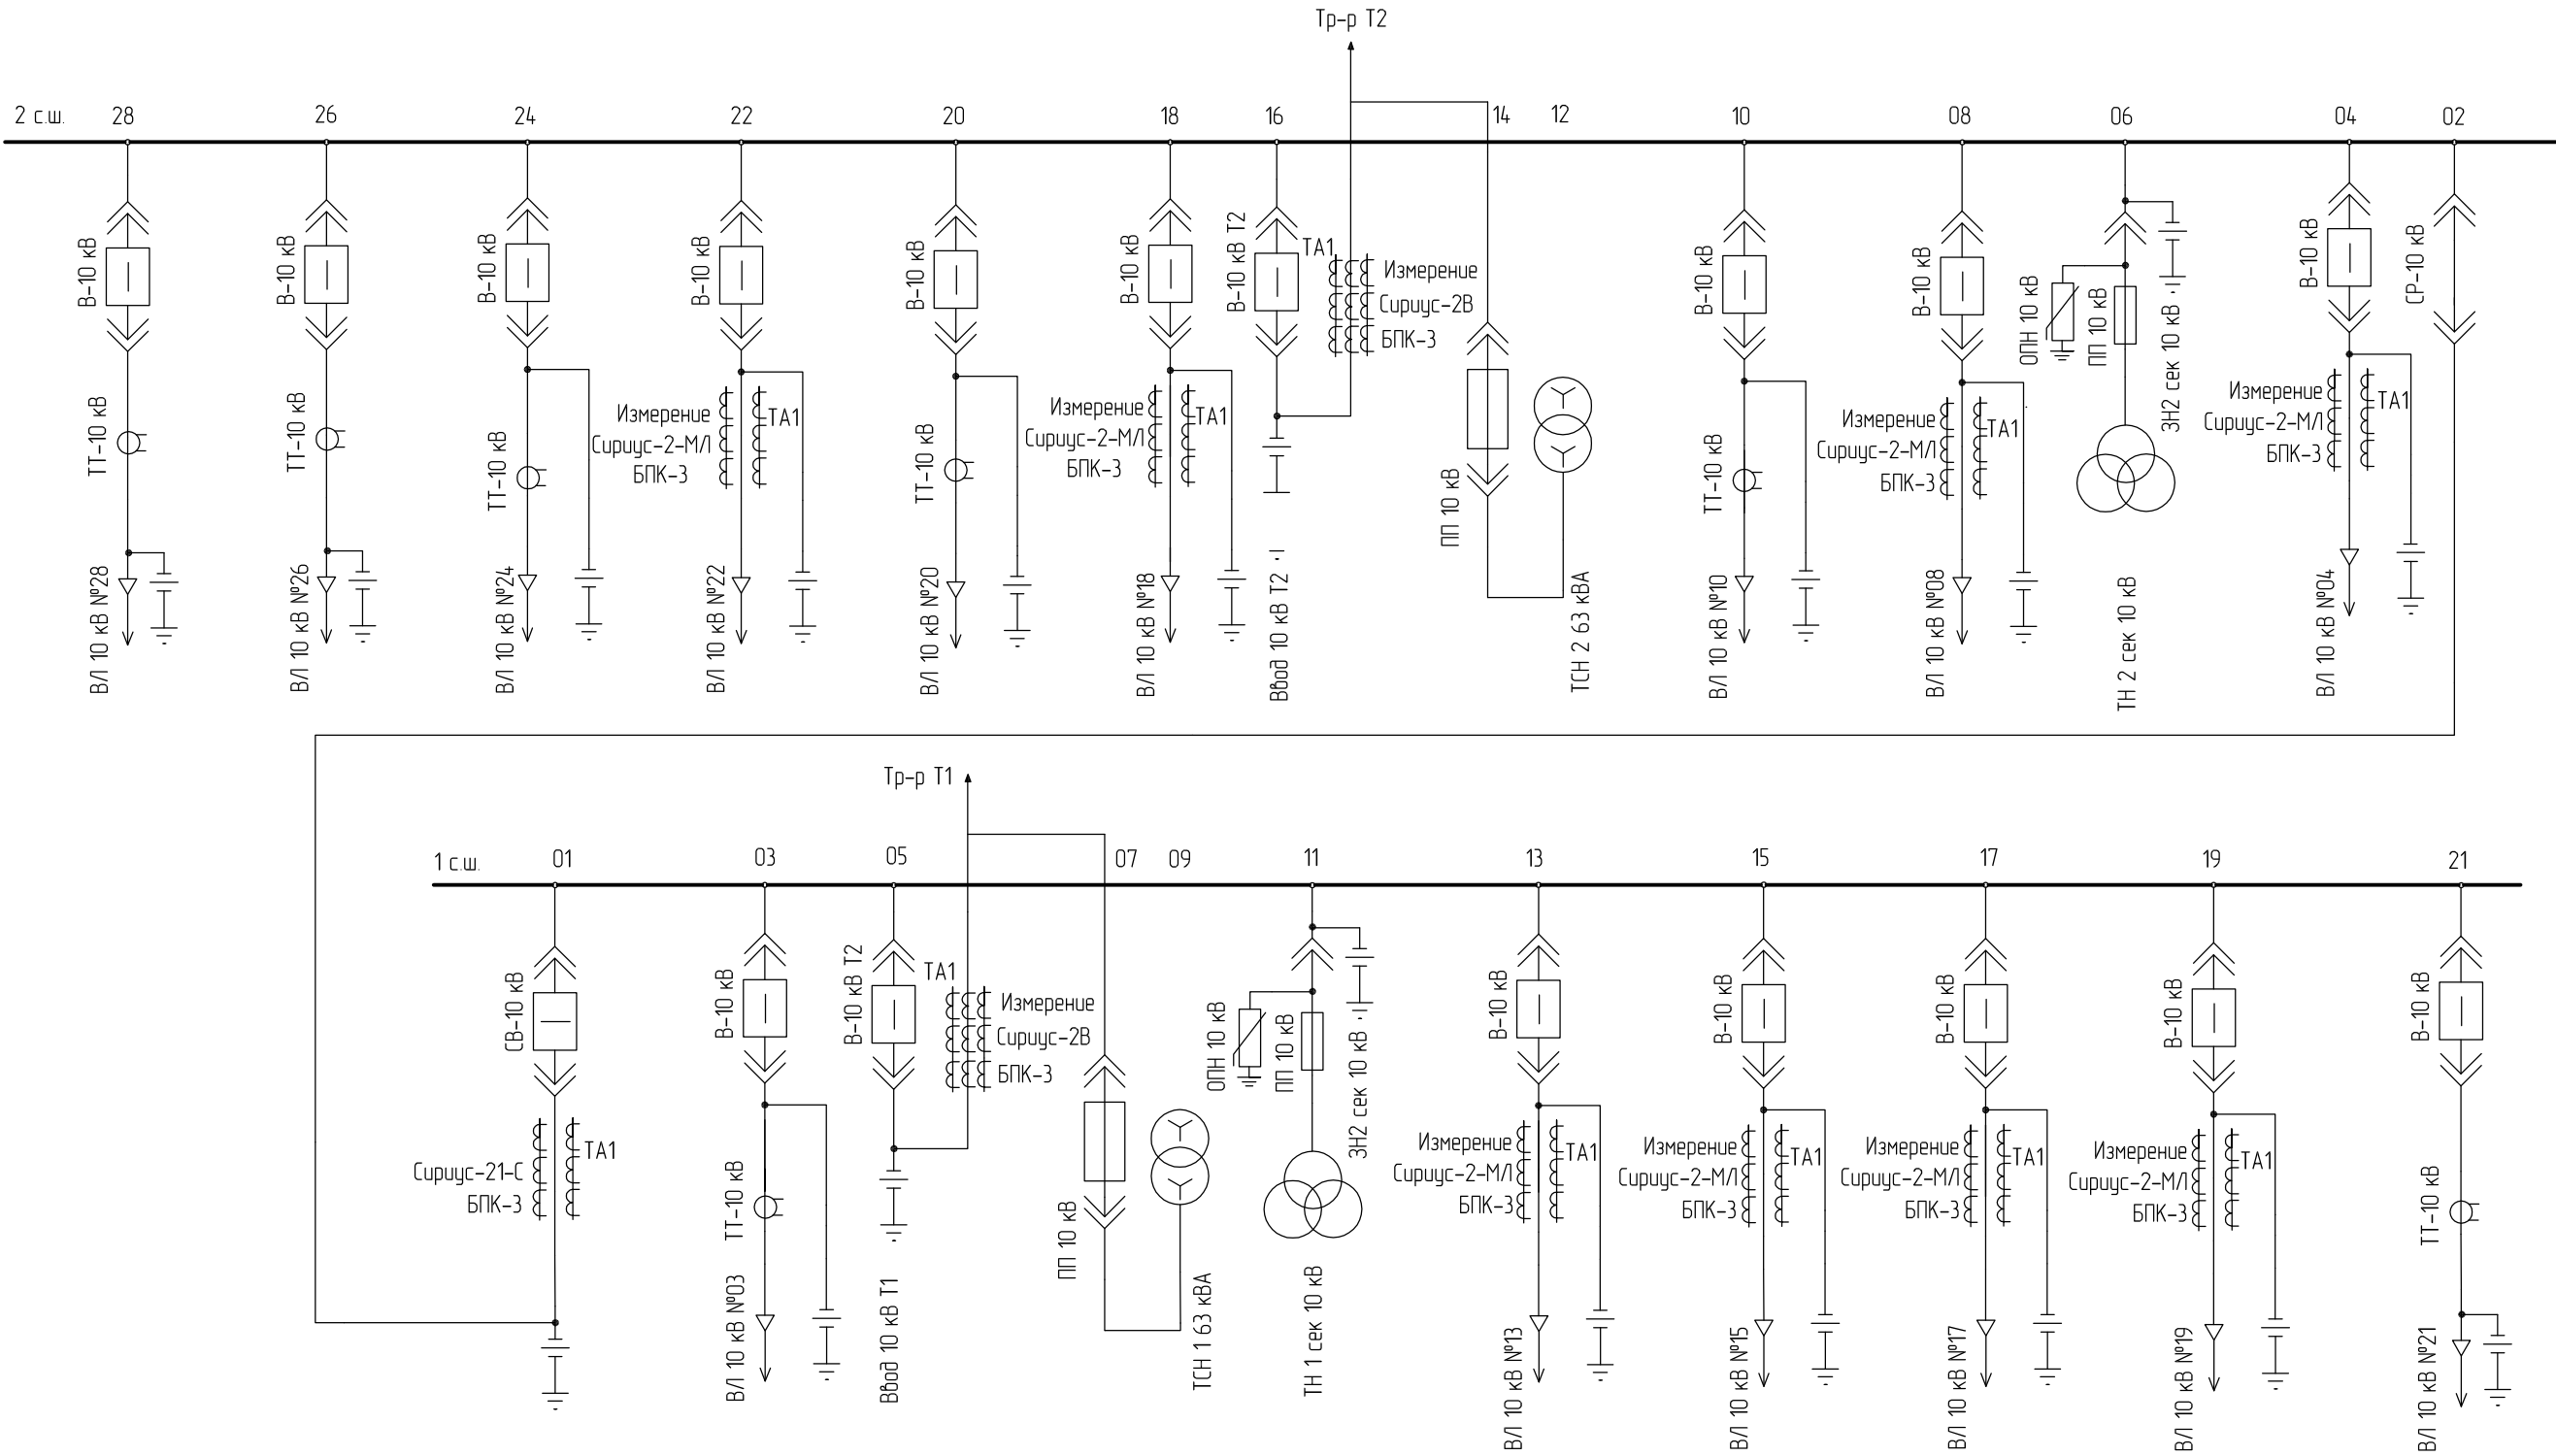 Тр-р Т2
2 с.ш.
28
26
24
22
20
18
16
14
12
10
08
06
04
02
В-10 кВ
ТТ-10 кВ
ВЛ 10 кВ №28
В-10 кВ
ТТ-10 кВ
ВЛ 10 кВ №26
В-10 кВ
ТТ-10 кВ
ВЛ 10 кВ №24
В-10 кВ
Измерение
Сириус-2-МЛ
БПК-3
ТА1
ВЛ 10 кВ №22
В-10 кВ
ТТ-10 кВ
ВЛ 10 кВ №20
В-10 кВ
Измерение
Сириус-2-МЛ
БПК-3
ТА1
ВЛ 10 кВ №18
В-10 кВ Т2
ТА1
Измерение
Сириус-2В
БПК-3
Ввод 10 кВ Т2
ПП 10 кВ
ТСН 2 63 кВА
В-10 кВ
ТТ-10 кВ
ВЛ 10 кВ №10
В-10 кВ
Измерение
Сириус-2-МЛ
БПК-3
ТА1
ВЛ 10 кВ №08
ОПН 10 кВ
ПП 10 кВ
ЗН2 сек 10 кВ
ТН 2 сек 10 кВ
В-10 кВ
Измерение
Сириус-2-МЛ
БПК-3
ТА1
ВЛ 10 кВ №04
СР-10 кВ
Тр-р Т1
1 с.ш.
01
03
05
07
09
11
13
15
17
19
21
СВ-10 кВ
Сириус-21-С
БПК-3
ТА1
В-10 кВ
ТТ-10 кВ
ВЛ 10 кВ №03
В-10 кВ Т2
ТА1
Измерение
Сириус-2В
БПК-3
Ввод 10 кВ Т1
ПП 10 кВ
ТСН 1 63 кВА
ОПН 10 кВ
ПП 10 кВ
ЗН2 сек 10 кВ
ТН 1 сек 10 кВ
В-10 кВ
Измерение
Сириус-2-МЛ
БПК-3
ТА1
ВЛ 10 кВ №13
В-10 кВ
Измерение
Сириус-2-МЛ
БПК-3
ТА1
ВЛ 10 кВ №15
В-10 кВ
Измерение
Сириус-2-МЛ
БПК-3
ТА1
ВЛ 10 кВ №17
В-10 кВ
Измерение
Сириус-2-МЛ
БПК-3
ТА1
ВЛ 10 кВ №19
В-10 кВ
ТТ-10 кВ
ВЛ 10 кВ №21